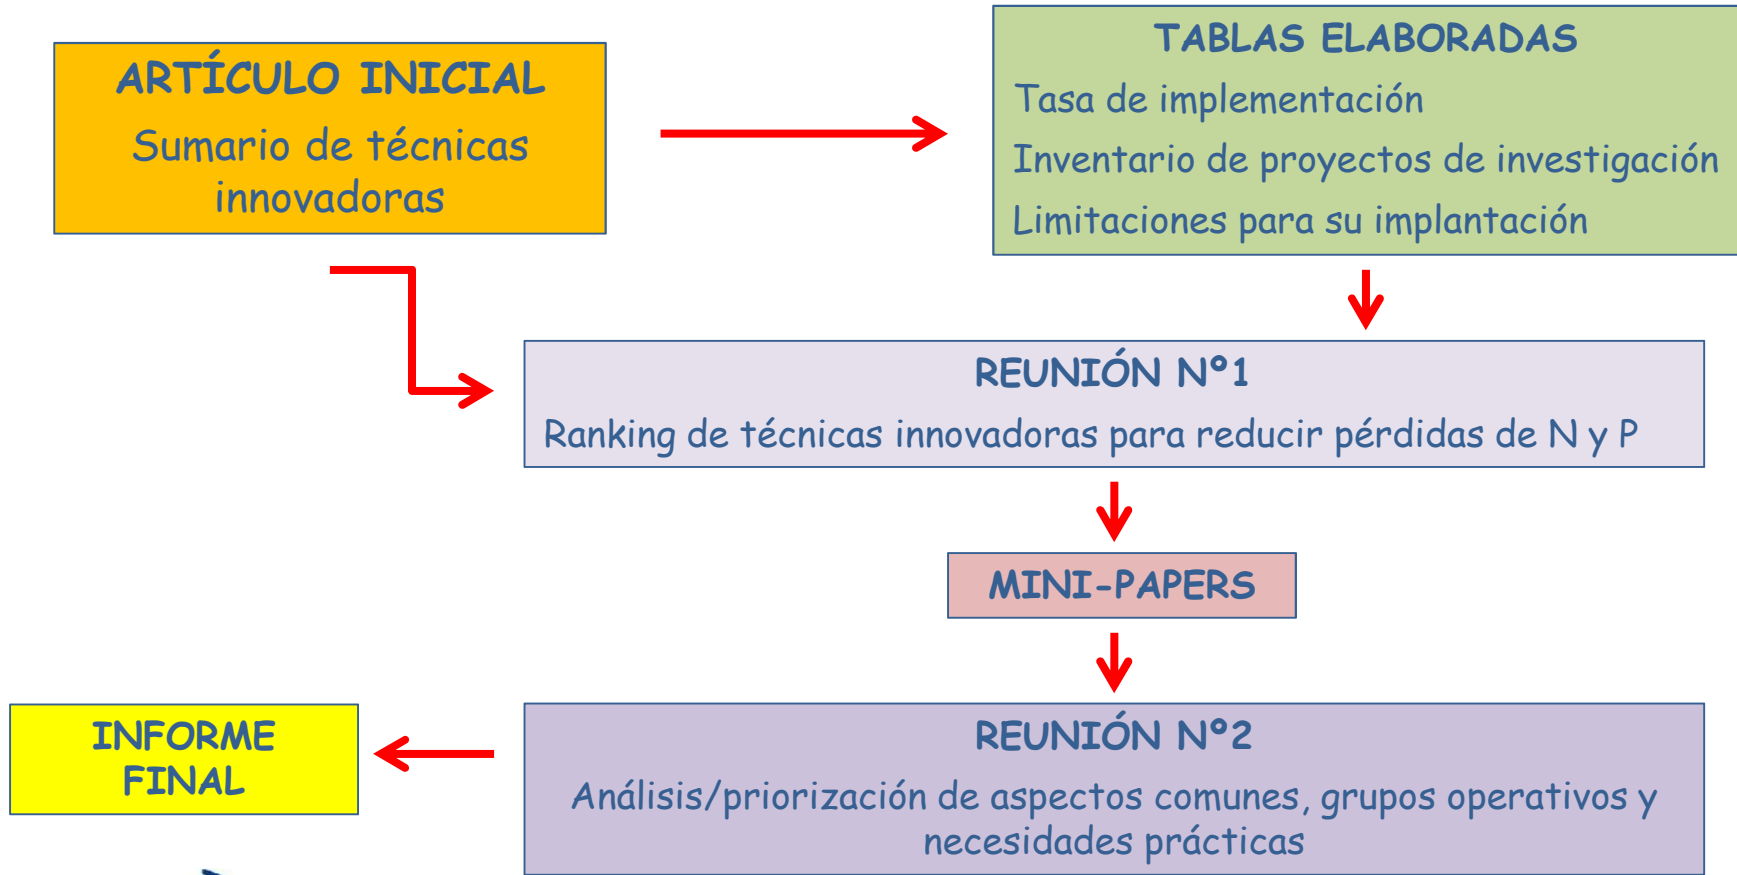 ARTÍCULO INICIAL
Sumario de técnicas
innovadoras
TABLAS ELABORADAS
Tasa de implementación
Inventario de proyectos de investigación
Limitaciones para su implantación
REUNIÓN Nº1
Ranking de técnicas innovadoras para reducir pérdidas de N y P
MINI-PAPERS
REUNIÓN Nº2
Análisis/priorización de aspectos comunes, grupos operativos y
necesidades prácticas
INFORME
FINAL